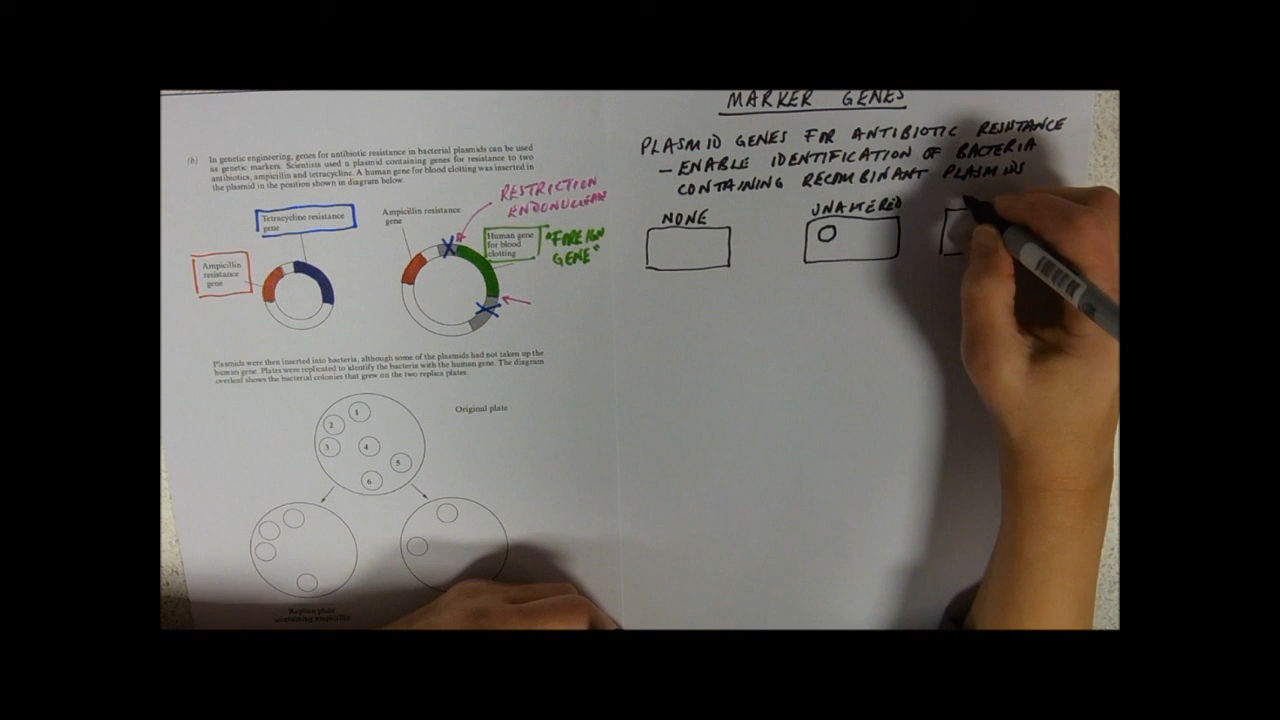 MARKER GENES
PLASMID GENES FOR ANTIBIOTIC RESISTANCE
– ENABLE IDENTIFICATION OF BACTERIA
CONTAINING RECOMBINANT PLASMIDS
NONE
UNALTERED
(b) In genetic engineering, genes for antibiotic resistance in bacterial plasmids can be used
as genetic markers. Scientists used a plasmid containing genes for resistance to two
antibiotics, ampicillin and tetracycline. A human gene for blood clotting was inserted in
the plasmid in the position shown in diagram below.
RESTRICTION
ENDONUCLEASE
Tetracycline resistance
gene
Ampicillin resistance
gene
Human gene
for blood
clotting
"FOREIGN
GENE"
Ampicillin
resistance
gene
X
X
Plasmids were then inserted into bacteria, although some of the plasmids had not taken up the
human gene. Plates were replicated to identify the bacteria with the human gene. The diagram
overleaf shows the bacterial colonies that grew on the two replica plates.
Original plate
1
2
3
4
5
6
Replica plate
containing ampicillin